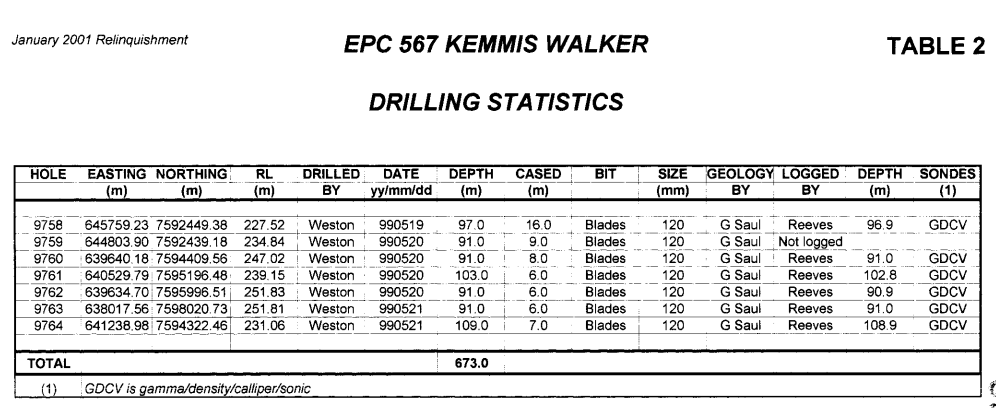 January 2001 Relinquishment EPC 567 KEMMIS WALKER TABLE 2
DRILLING STATISTICS
HOLE EASTING NORTHING RL DRILLED DATE DEPTH CASED BIT SIZE GEOLOGY LOGGED DEPTH SONDES
(m) (m) (m) BY yy/mm/dd (m) (m) (mm) BY BY (m) (1)
9758 645759.23 7592449.38 227.52 Weston 990519 97.0 16.0 Blades 120 G Saul Reeves 96.9 GDCV
9759 644803.90 7592439.18 234.84 Weston 990520 91.0 9.0 Blades 120 G Saul Not logged
9760 639640.18 7594409.56 247.02 Weston 990520 91.0 8.0 Blades 120 G Saul Reeves 91.0 GDCV
9761 640529.79 7595196.48 239.15 Weston 990520 103.0 6.0 Blades 120 G Saul Reeves 102.8 GDCV
9762 639634.70 7595996.51 251.83 Weston 990520 91.0 6.0 Blades 120 G Saul Reeves 90.9 GDCV
9763 638017.56 7598020.73 251.81 Weston 990521 91.0 6.0 Blades 120 G Saul Reeves 91.0 GDCV
9764 641238.98 7594322.46 231.06 Weston 990521 109.0 7.0 Blades 120 G Saul Reeves 108.9 GDCV
TOTAL 673.0
(1) GDCV is gamma/density/calliper/sonic